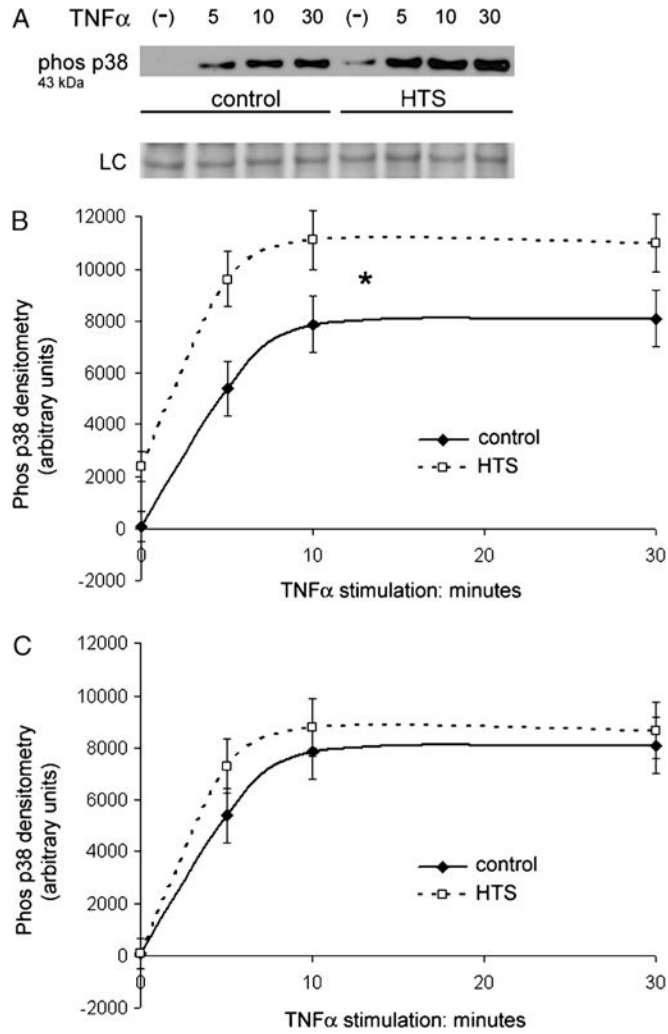 A
TNFα (-) 5 10 30 (-) 5 10 30
phos p38
43 kDa
control HTS
LC
B
Phos p38 densitometry
(arbitrary units)
12000
10000
8000
6000
4000
2000
0
-2000
*
control
HTS
0 10 20 30
TNFα stimulation: minutes
C
Phos p38 densitometry
(arbitrary units)
12000
10000
8000
6000
4000
2000
0
-2000
control
HTS
0 10 20 30
TNFα stimulation: minutes